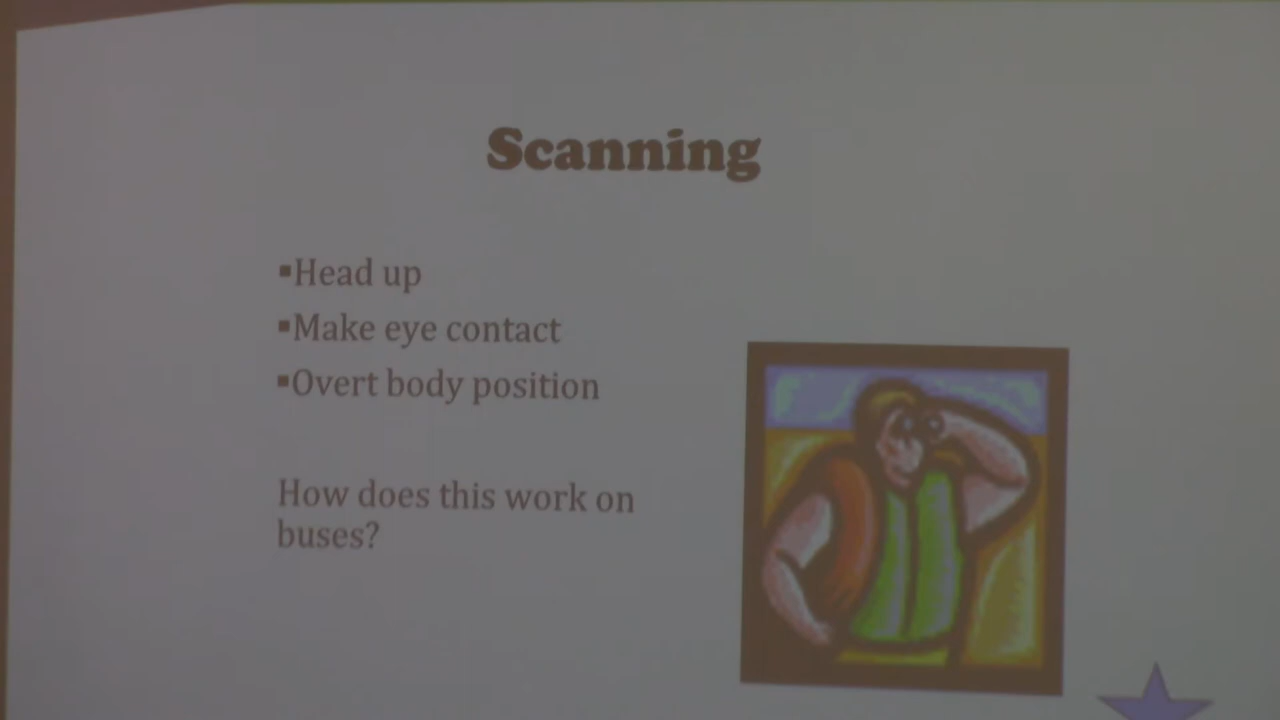 Scanning
▪Head up
▪Make eye contact
▪Overt body position
How does this work on
buses?